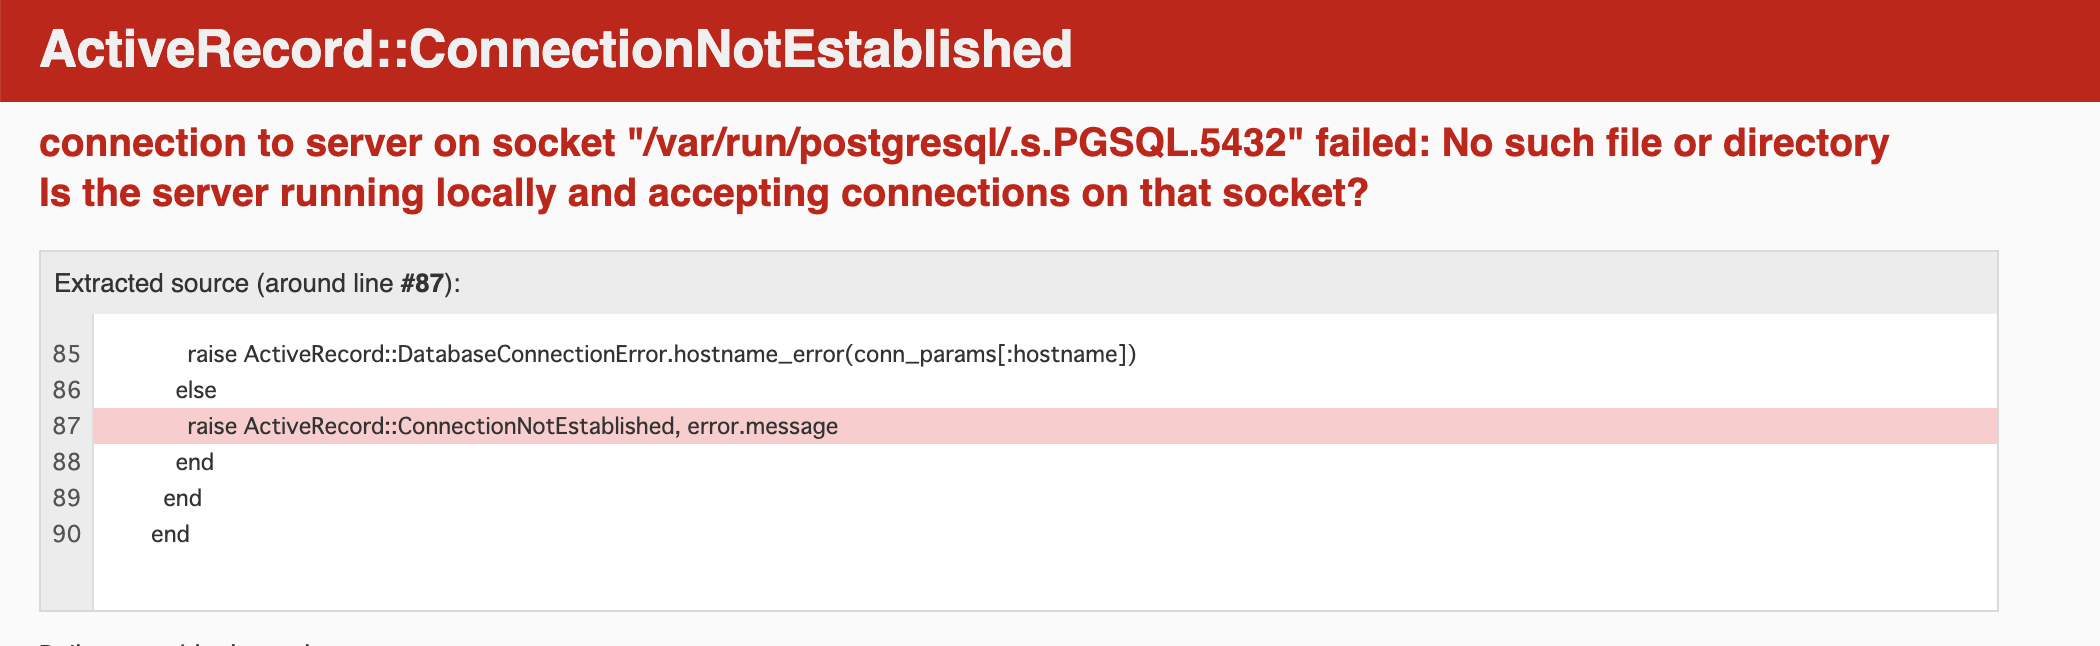 ActiveRecord::ConnectionNotEstablished
connection to server on socket "/var/run/postgresql/.s.PGSQL.5432" failed: No such file or directory
Is the server running locally and accepting connections on that socket?
Extracted source (around line #87):
85 raise ActiveRecord::DatabaseConnectionError.hostname_error(conn_params[:hostname])
86 else
87 raise ActiveRecord::ConnectionNotEstablished, error.message
88 end
89 end
90 end